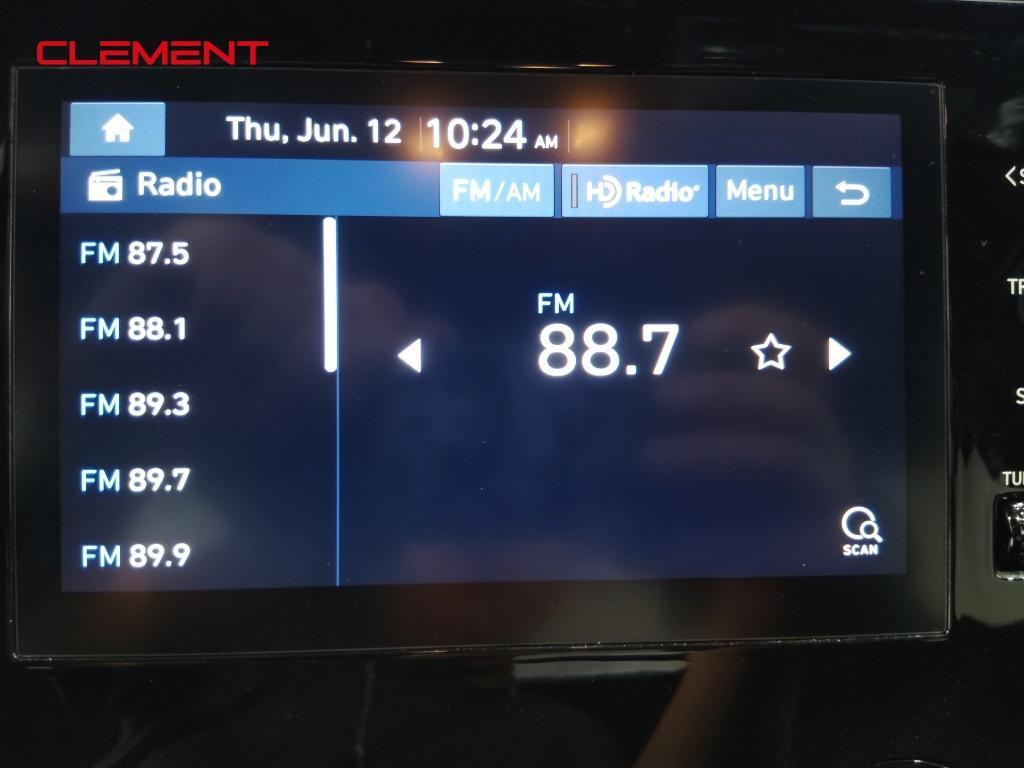 CLEMENT
Thu, Jun. 12 10:24 AM
Radio
FM/AM
HD Radio
Menu
FM 87.5
FM 88.1
FM 89.3
FM 89.7
FM 89.9
FM
88.7
SCAN